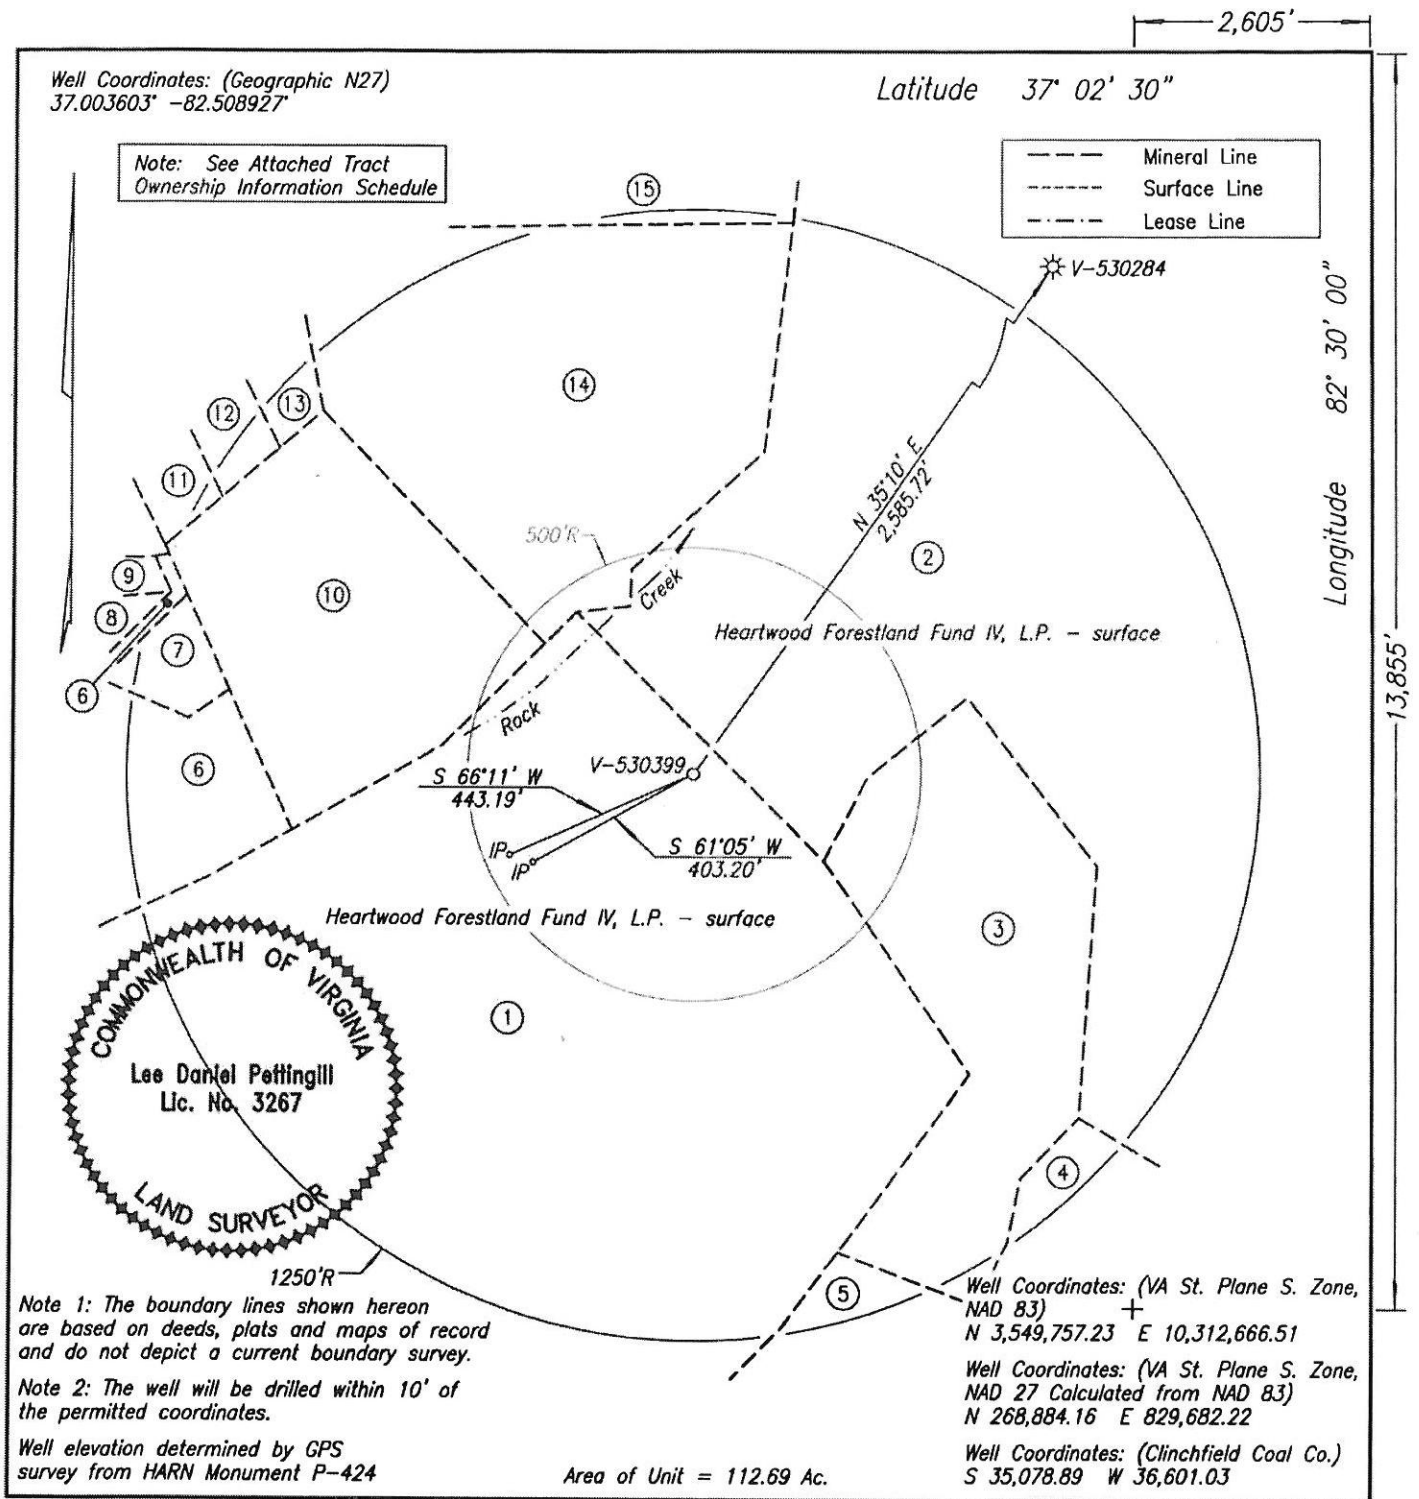 2,605'
Well Coordinates: (Geographic N27)
37.003603° -82.508927°
Latitude 37° 02' 30"
Note: See Attached Tract
Ownership Information Schedule
Mineral Line
Surface Line
Lease Line
15
V-530284
Longitude 82° 30' 00"
13,855'
14
13
12
11
N 35°10' E
2,585.72'
500'R
2
9
10
8
Creek
7
Heartwood Forestland Fund IV, L.P. - surface
6
Rock
6
V-530399
S 66°11' W
443.19'
IP
IP
S 61°05' W
403.20'
Heartwood Forestland Fund IV, L.P. - surface
3
1
COMMONWEALTH OF VIRGINIA
Lee Daniel Pettingill
Lic. No. 3267
LAND SURVEYOR
4
1250'R
5
Note 1: The boundary lines shown hereon
are based on deeds, plats and maps of record
and do not depict a current boundary survey.
Note 2: The well will be drilled within 10' of
the permitted coordinates.
Well elevation determined by GPS
survey from HARN Monument P-424
Area of Unit = 112.69 Ac.
Well Coordinates: (VA St. Plane S. Zone,
NAD 83)
N 3,549,757.23 E 10,312,666.51
Well Coordinates: (VA St. Plane S. Zone,
NAD 27 Calculated from NAD 83)
N 268,884.16 E 829,682.22
Well Coordinates: (Clinchfield Coal Co.)
S 35,078.89 W 36,601.03